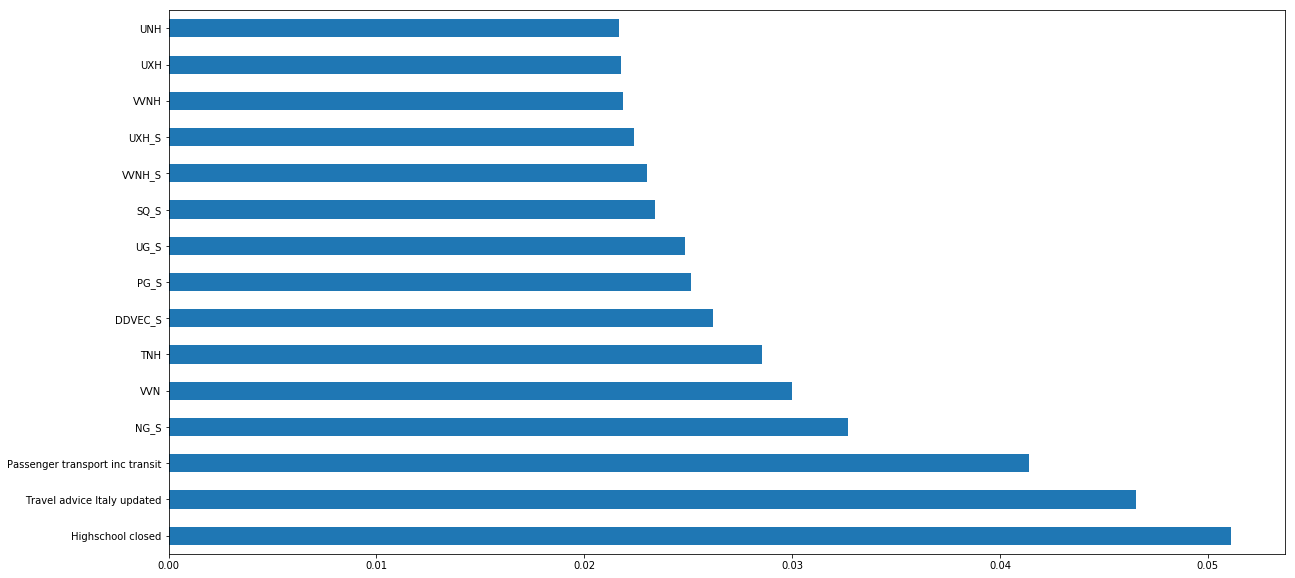 UNH
UXH
VVNH
UXH_S
VVNH_S
SQ_S
UG_S
PG_S
DDVEC_S
TNH
VVN
NG_S
Passenger transport inc transit
Travel advice Italy updated
Highschool closed
0.00 0.01 0.02 0.03 0.04 0.05